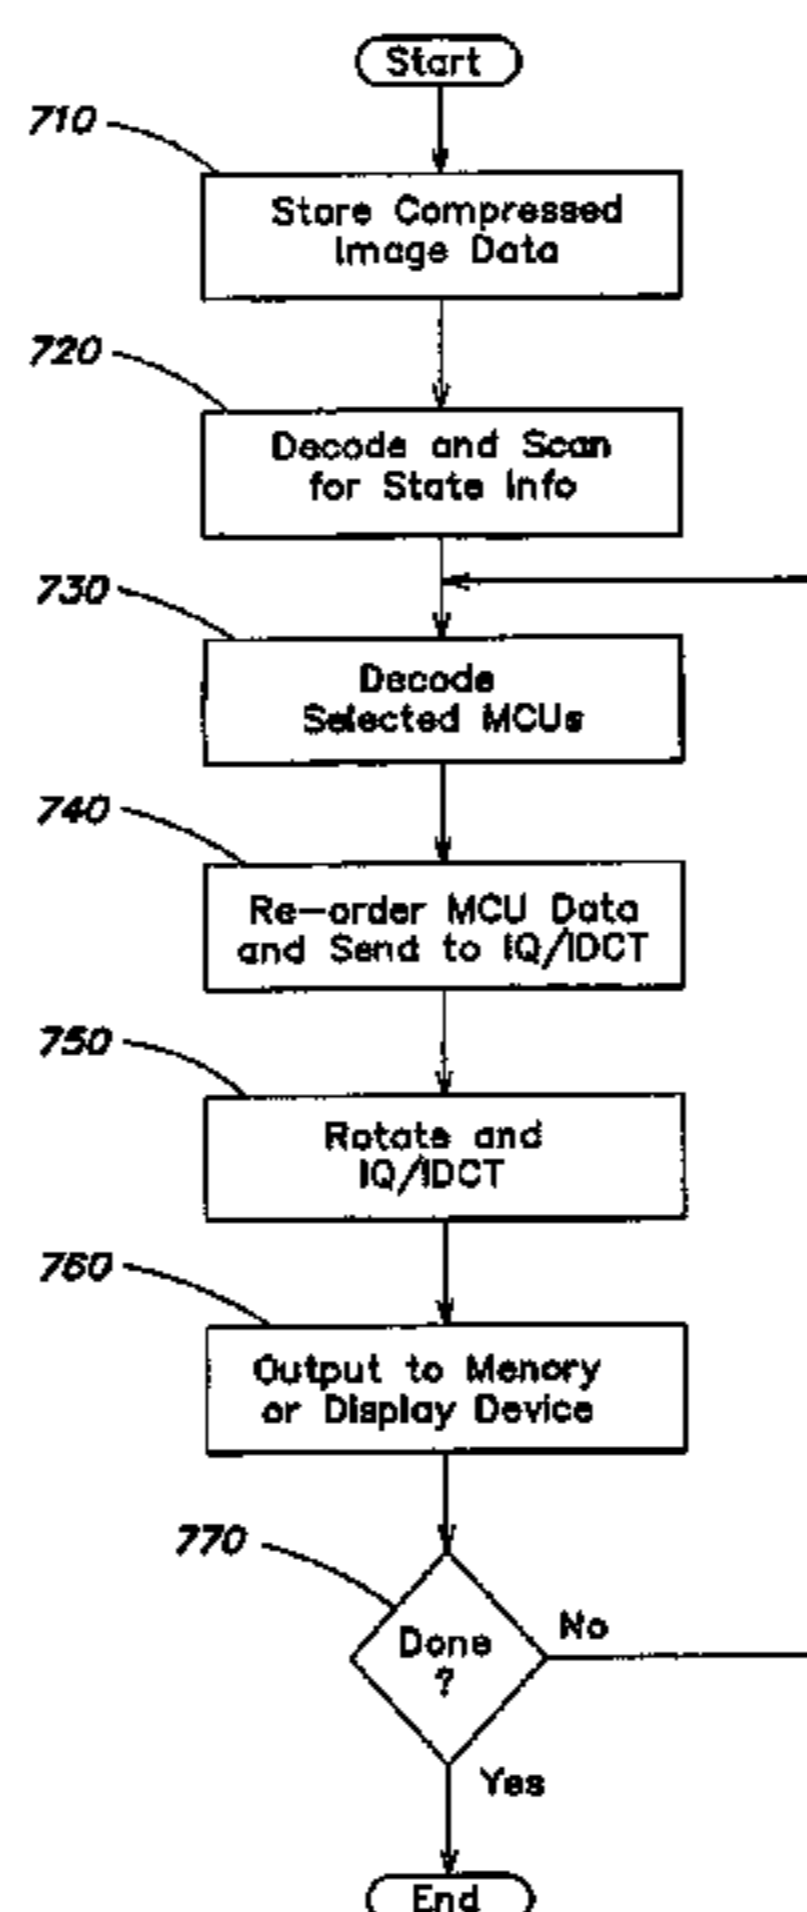 Start
710
Store Compressed
Image Data
720
Decode and Scan
for State Info
730
Decode
Selected MCUs
740
Re-order MCU Data
and Send to IQ/IDCT
750
Rotate and
IQ/IDCT
760
Output to Menory
or Display Device
770
Done
?
No
Yes
End